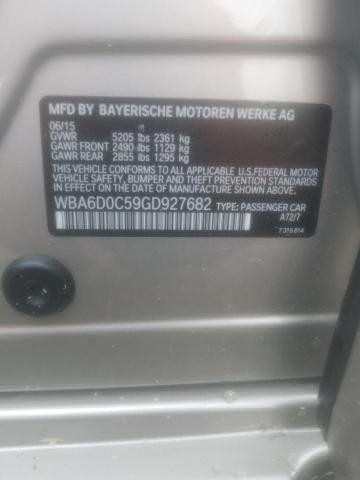 MFD BY BAYERISCHE MOTOREN WERKE AG
06/15
GVWR 5205 lbs 2361 kg
GAWR FRONT 2490 lbs 1129 kg
GAWR REAR 2855 lbs 1295 kg
THIS VEHICLE CONFORMS TO ALL APPLICABLE U.S.FEDERAL MOTOR
VEHICLE SAFETY, BUMPER AND THEFT PREVENTION STANDARDS
IN EFFECT ON THE DATE OF MANUFACTURE SHOWN ABOVE.
WBA6D0C59GD927682 TYPE: PASSENGER CAR
A72/7
7 315 814